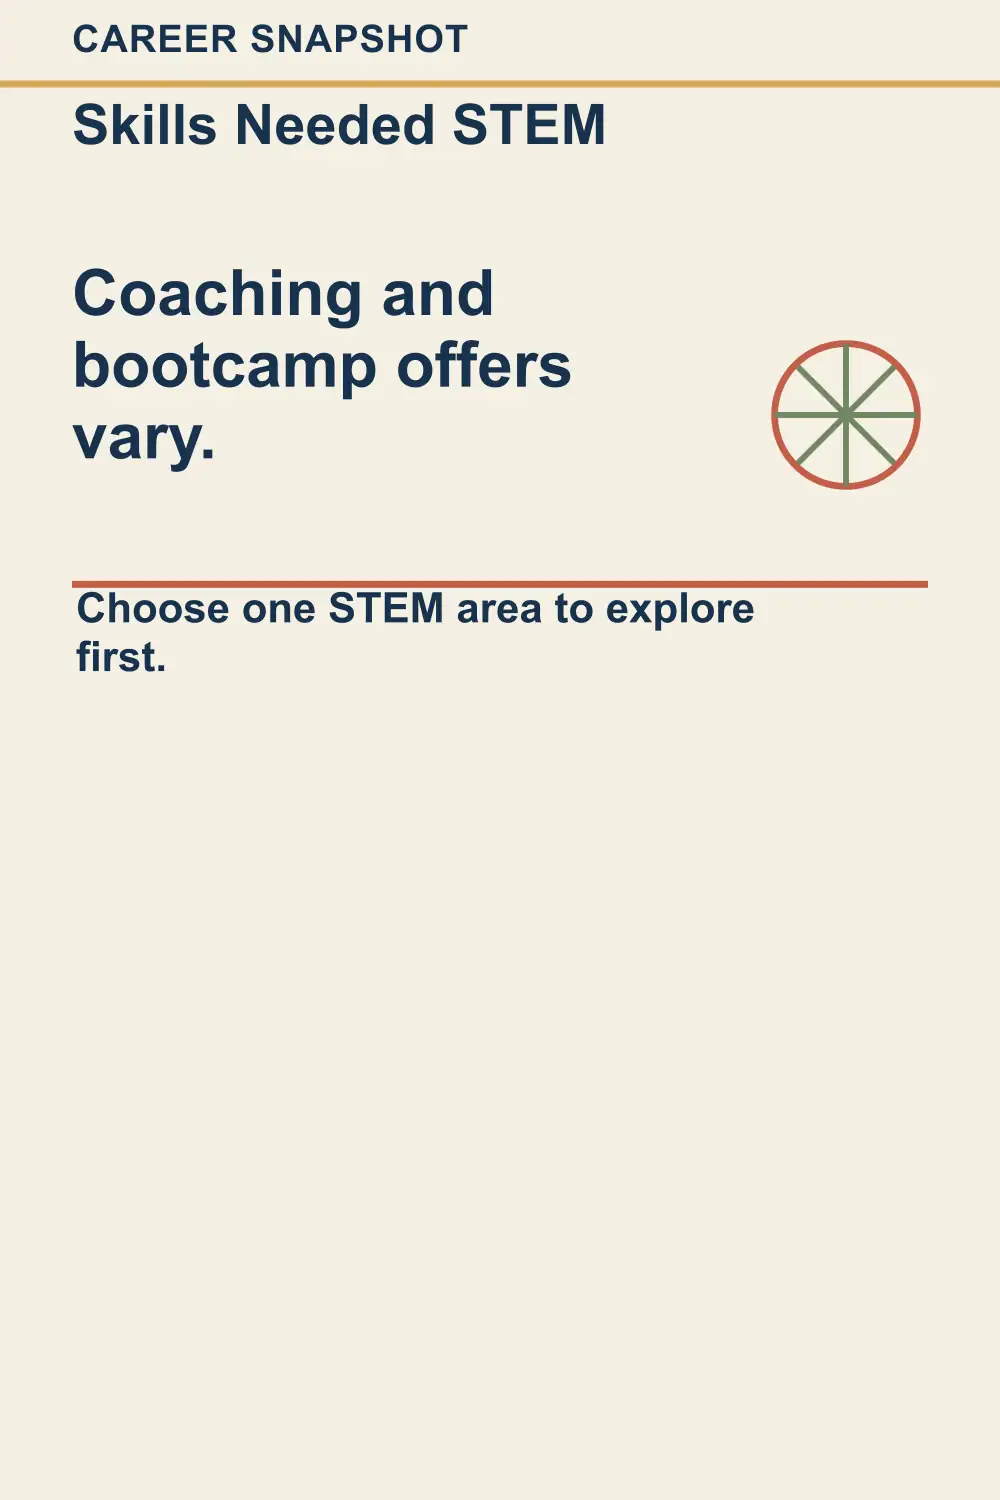 CAREER SNAPSHOT
Skills Needed STEM
Coaching and
bootcamp offers
vary.
Choose one STEM area to explore
first.